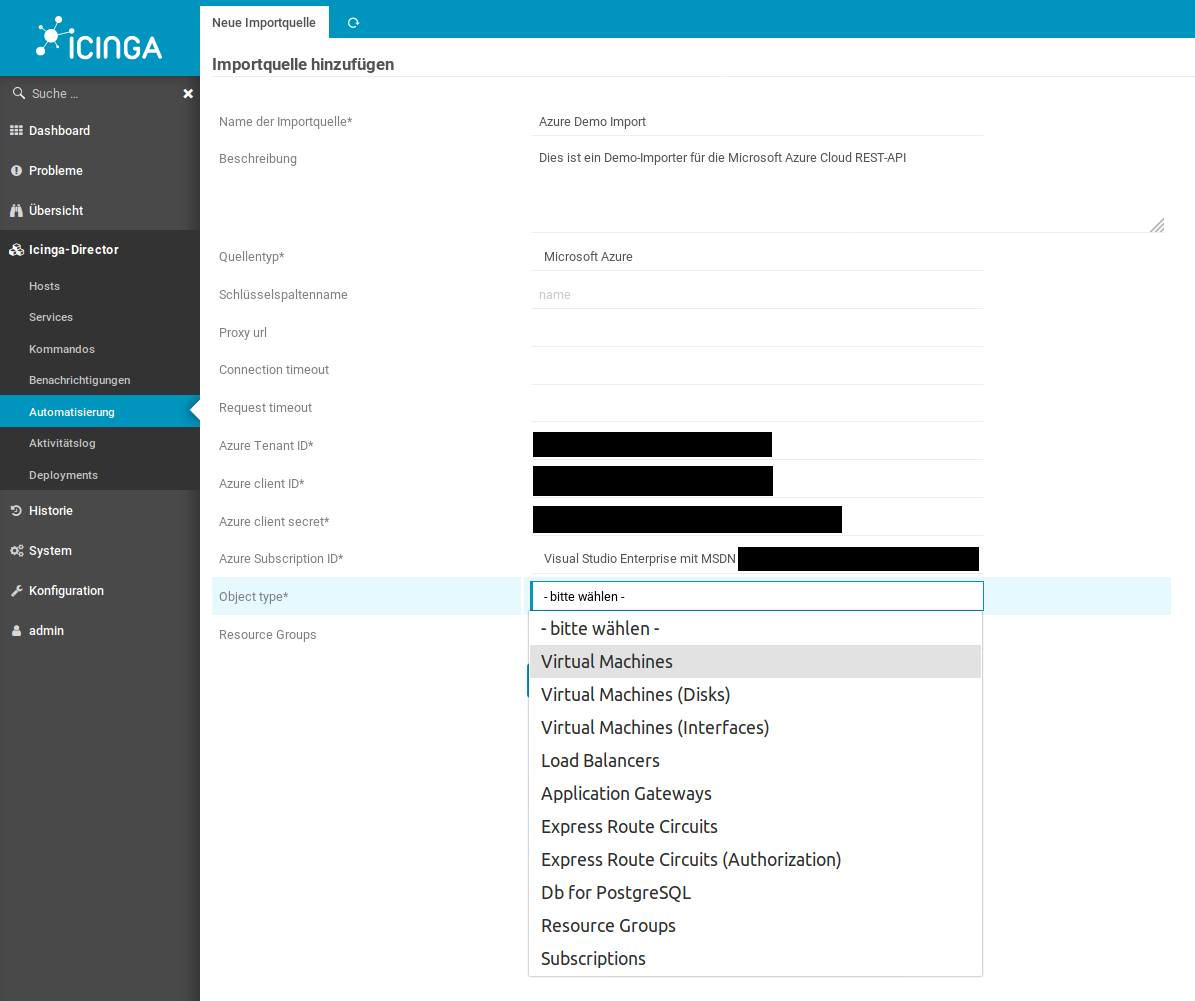 ICINGA
Neue Importquelle
Importquelle hinzufügen
Suche ...
Dashboard
Probleme
Übersicht
Icinga-Director
Hosts
Services
Kommandos
Benachrichtigungen
Automatisierung
Aktivitätslog
Deployments
Historie
System
Konfiguration
admin
Name der Importquelle* Azure Demo Import
Beschreibung Dies ist ein Demo-Importer für die Microsoft Azure Cloud REST-API
Quellentyp* Microsoft Azure
Schlüsselspaltenname name
Proxy url
Connection timeout
Request timeout
Azure Tenant ID*
Azure client ID*
Azure client secret*
Azure Subscription ID* Visual Studio Enterprise mit MSDN
Object type* - bitte wählen -
Resource Groups
- bitte wählen -
Virtual Machines
Virtual Machines (Disks)
Virtual Machines (Interfaces)
Load Balancers
Application Gateways
Express Route Circuits
Express Route Circuits (Authorization)
Db for PostgreSQL
Resource Groups
Subscriptions